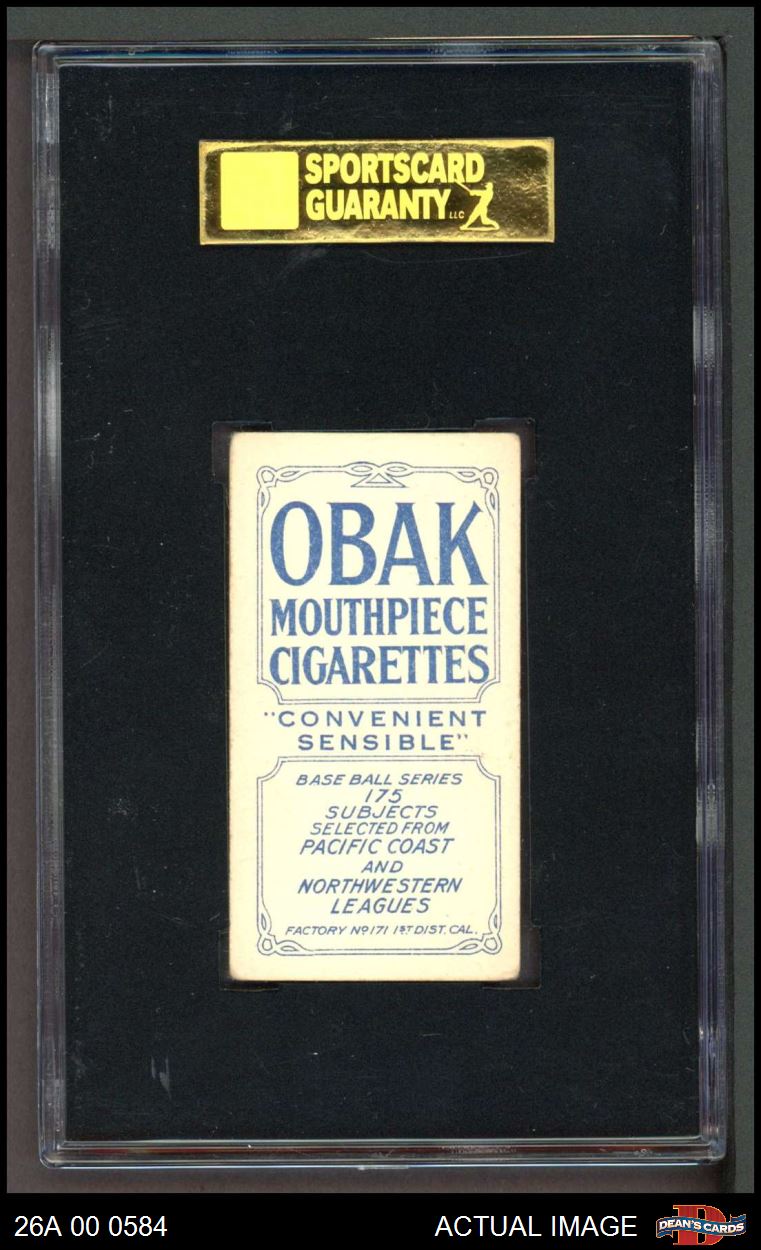 SPORTSCARD
GUARANTY LLC
OBAK
MOUTHPIECE
CIGARETTES
"CONVENIENT
SENSIBLE"
BASE BALL SERIES
175
SUBJECTS
SELECTED FROM
PACIFIC COAST
AND
NORTHWESTERN
LEAGUES
FACTORY Nº 171 1ST DIST. CAL.
26A 00 0584
ACTUAL IMAGE
DEAN'S CARDS